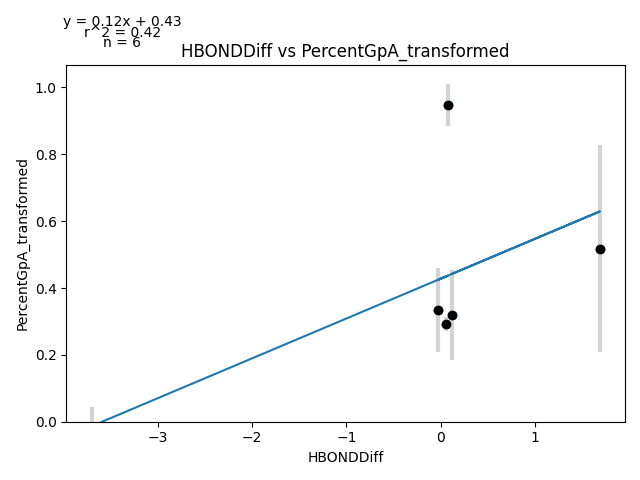 y = 0.12x + 0.43
r^2 = 0.42
n = 6
HBONDDiff vs PercentGpA_transformed
1.0
0.8
0.6
0.4
0.2
0.0
PercentGpA_transformed
−3
−2
−1
0
1
HBONDDiff